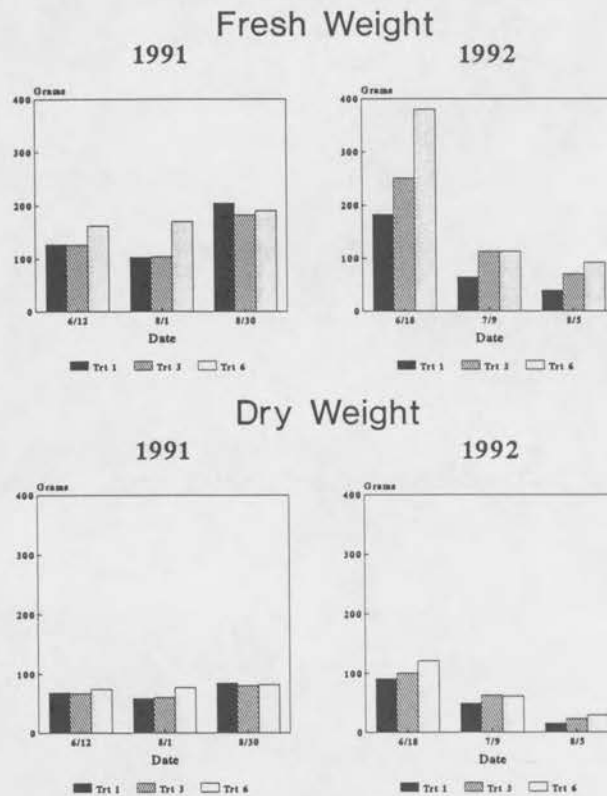 Fresh Weight
1991
Grams
400
300
200
100
0
6/12 8/1 8/30
Date
Trt 1 Trt 3 Trt 6
1992
Grams
400
300
200
100
0
6/18 7/9 8/5
Date
Trt 1 Trt 3 Trt 6
Dry Weight
1991
Grams
400
300
200
100
0
6/12 8/1 8/30
Date
Trt 1 Trt 3 Trt 6
1992
Grams
400
300
200
100
0
6/18 7/9 8/5
Date
Trt 1 Trt 3 Trt 6